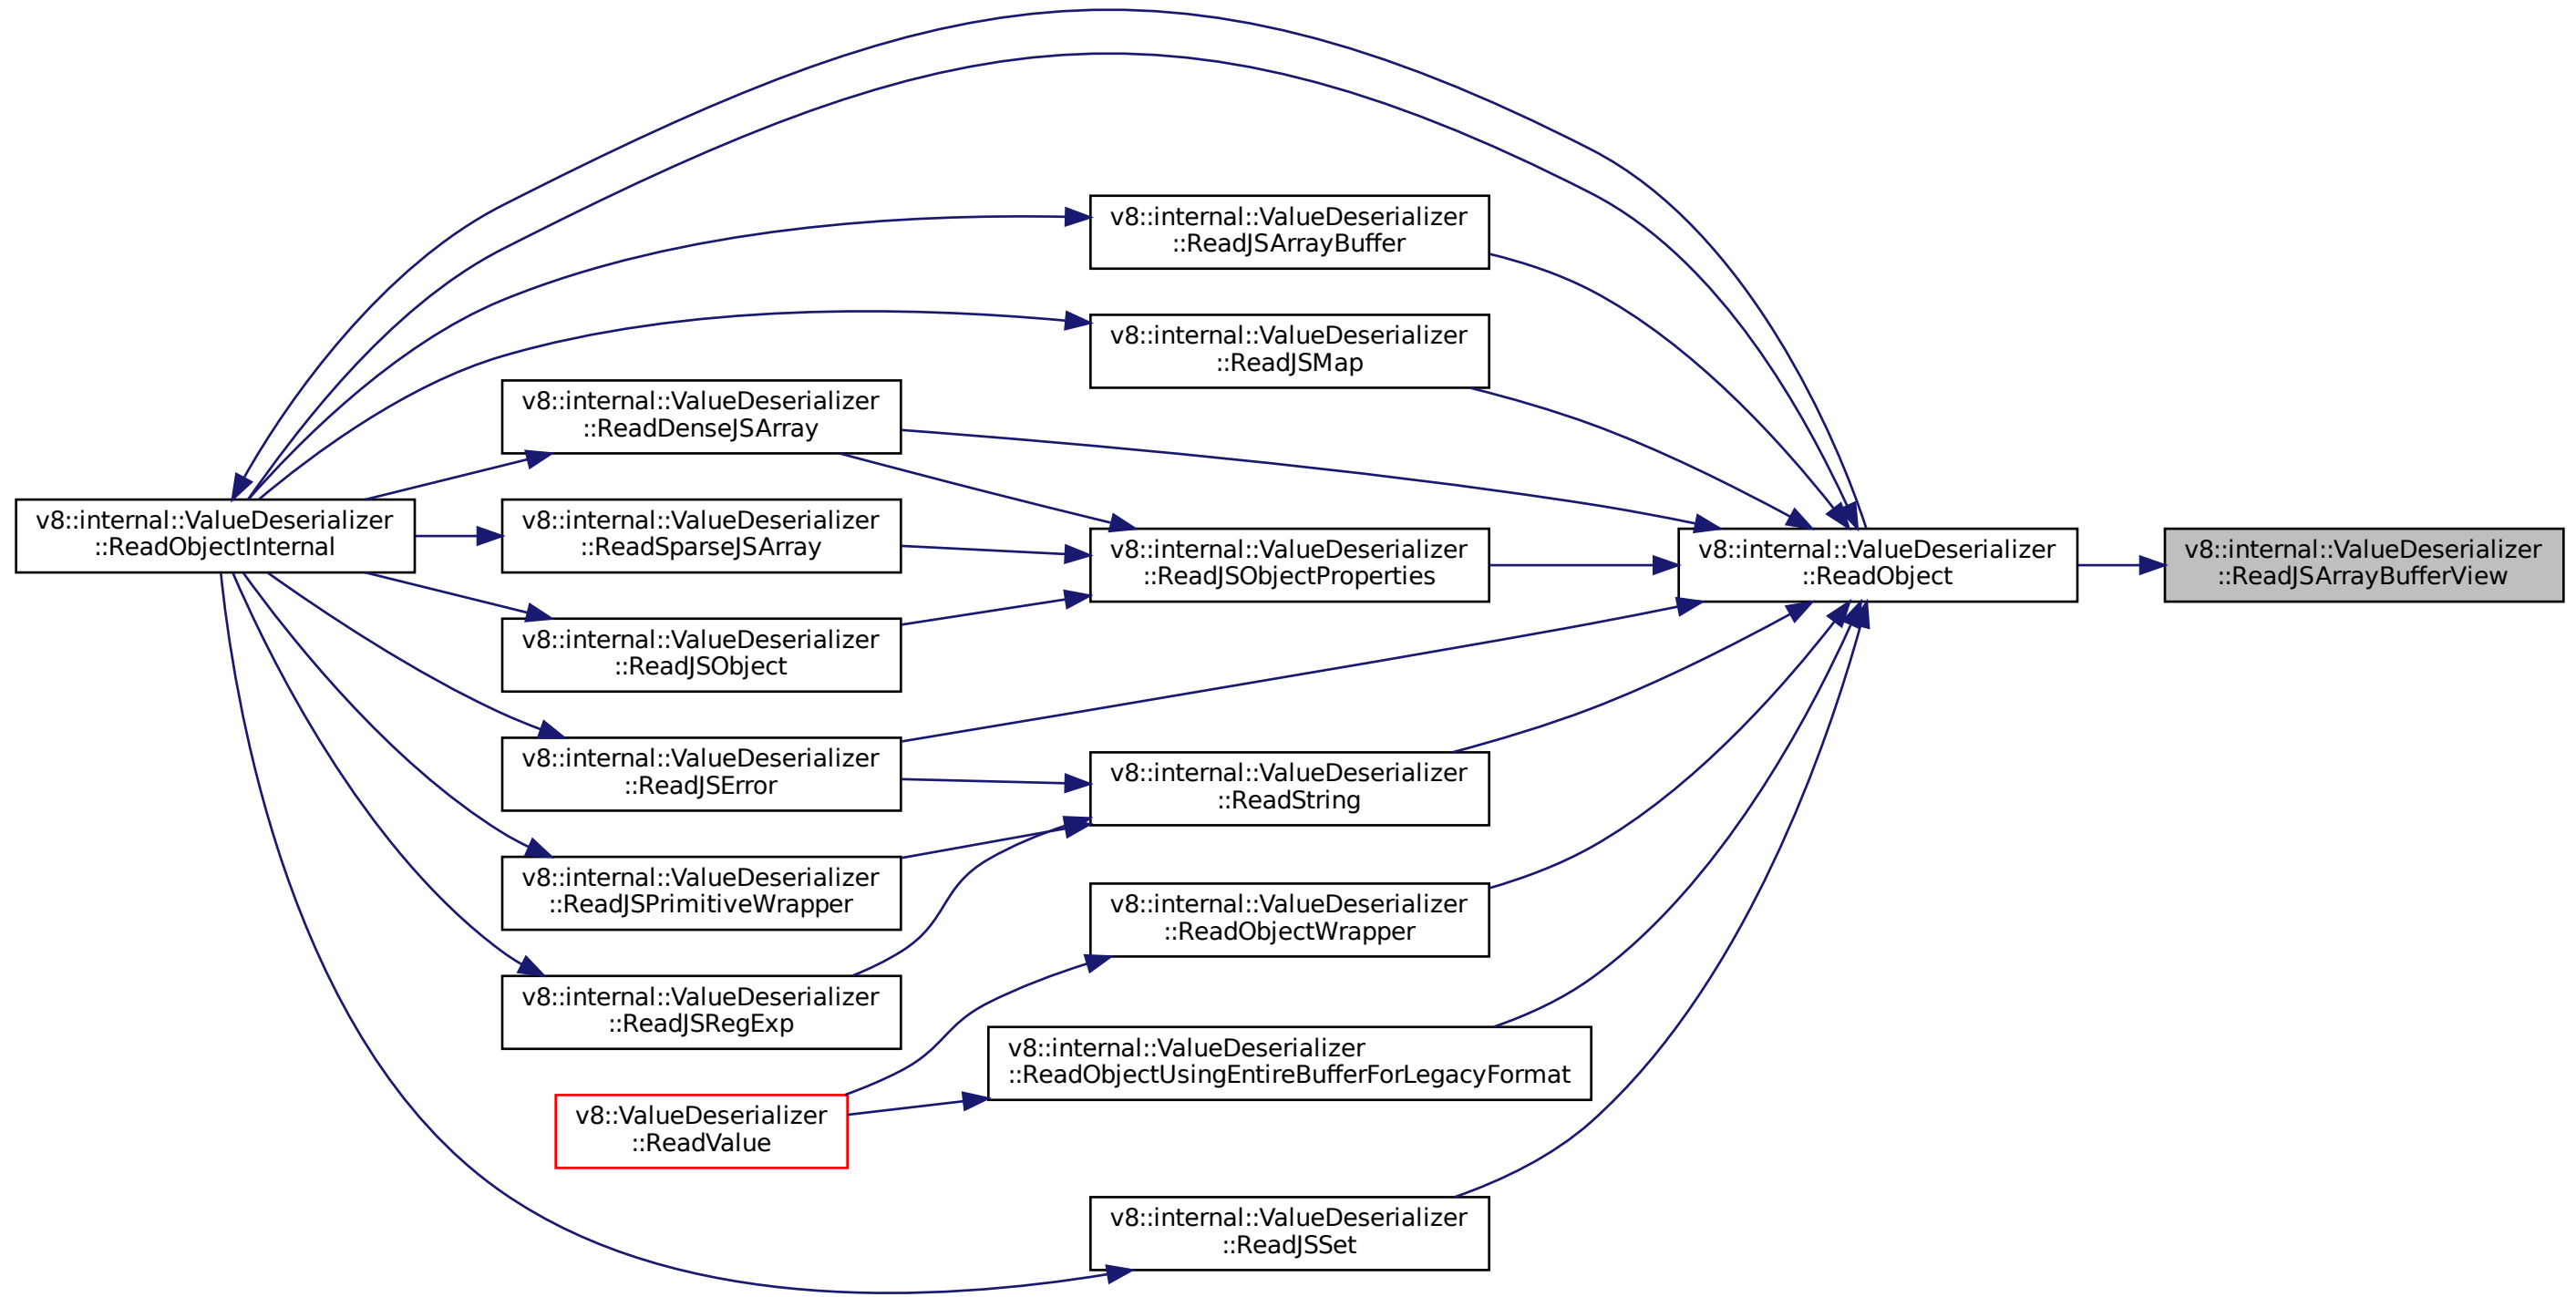 v8::internal::ValueDeserializer
::ReadJSArrayBuffer
v8::internal::ValueDeserializer
::ReadJSMap
v8::internal::ValueDeserializer
::ReadDenseJSArray
v8::internal::ValueDeserializer
::ReadObjectInternal
v8::internal::ValueDeserializer
::ReadSparseJSArray
v8::internal::ValueDeserializer
::ReadJSObjectProperties
v8::internal::ValueDeserializer
::ReadObject
v8::internal::ValueDeserializer
::ReadJSArrayBufferView
v8::internal::ValueDeserializer
::ReadJSObject
v8::internal::ValueDeserializer
::ReadJSError
v8::internal::ValueDeserializer
::ReadString
v8::internal::ValueDeserializer
::ReadJSPrimitiveWrapper
v8::internal::ValueDeserializer
::ReadObjectWrapper
v8::internal::ValueDeserializer
::ReadJSRegExp
v8::internal::ValueDeserializer
::ReadObjectUsingEntireBufferForLegacyFormat
v8::ValueDeserializer
::ReadValue
v8::internal::ValueDeserializer
::ReadJSSet